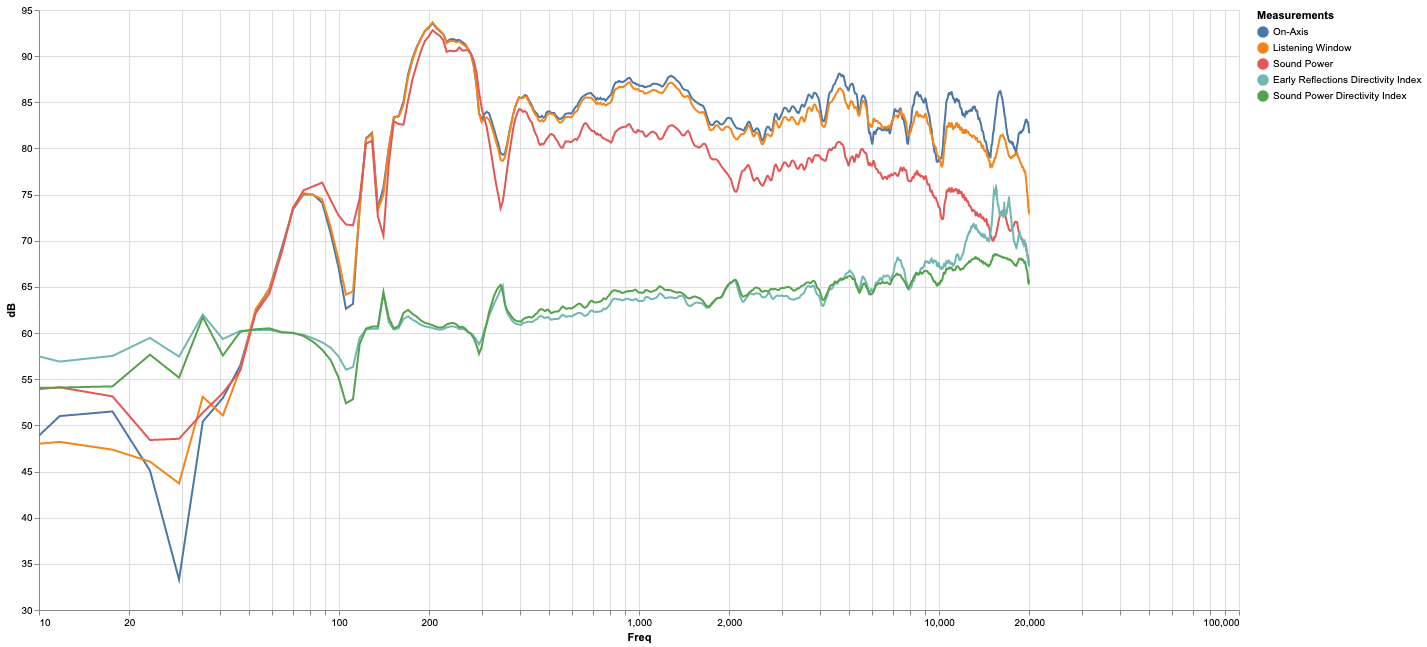 Measurements
On-Axis
Listening Window
Sound Power
Early Reflections Directivity Index
Sound Power Directivity Index
dB
95
90
85
80
75
70
65
60
55
50
45
40
35
30
10 20 100 200 1,000 2,000 10,000 20,000 100,000
Freq